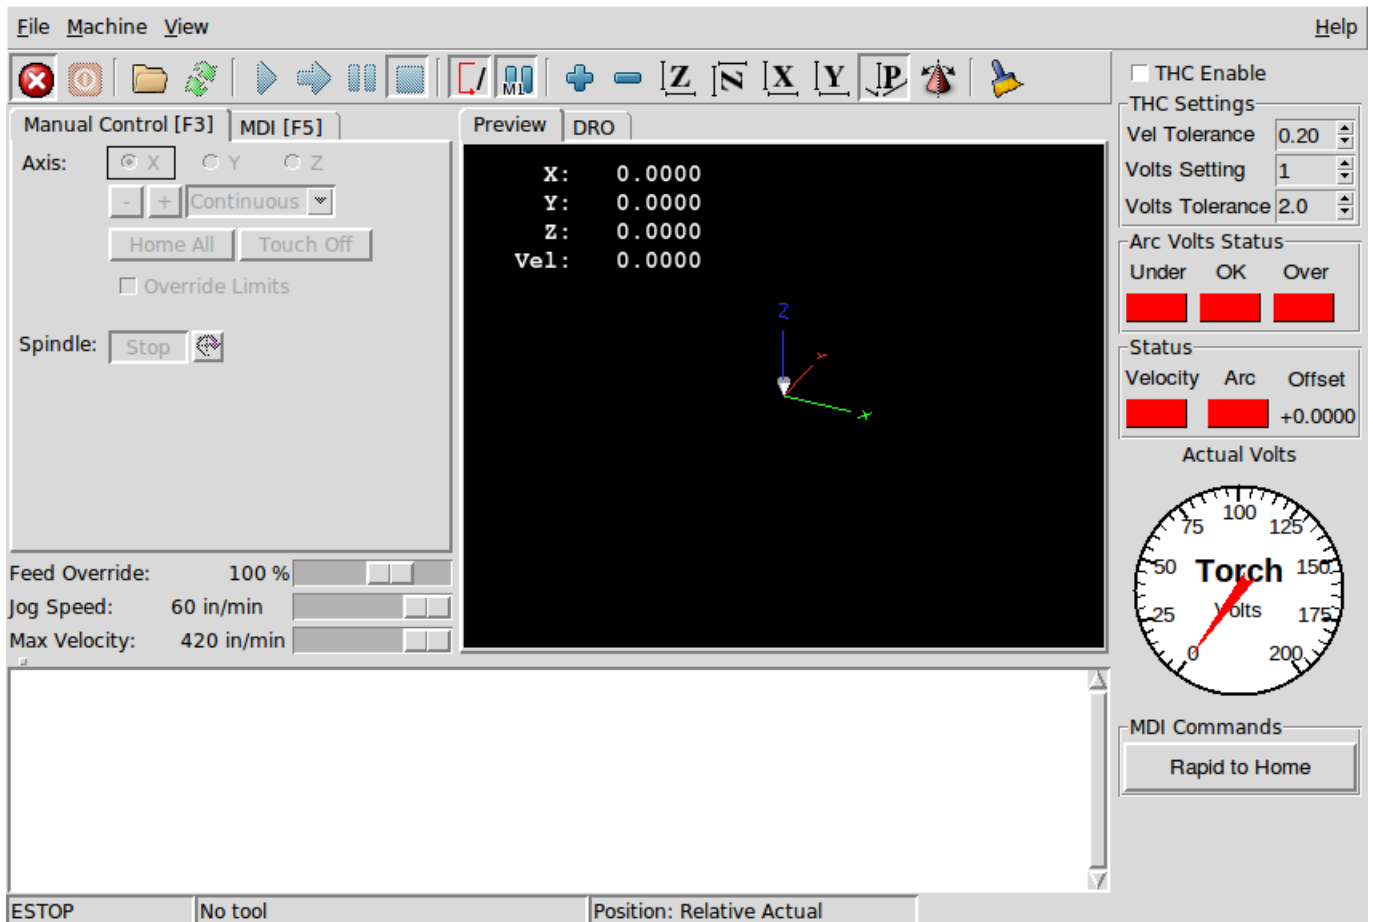 File Machine View Help
M1 Z N X Y P
THC Enable
Manual Control [F3] MDI [F5]
Axis: X Y Z
- + Continuous
Home All Touch Off
Override Limits
Spindle: Stop
Feed Override: 100 %
Jog Speed: 60 in/min
Max Velocity: 420 in/min
Preview DRO
X: 0.0000
Y: 0.0000
Z: 0.0000
Vel: 0.0000
Z
Y
X
THC Settings
Vel Tolerance 0.20
Volts Setting 1
Volts Tolerance 2.0
Arc Volts Status
Under OK Over
Status
Velocity Arc Offset
+0.0000
Actual Volts
0 25 50 75 100 125 150 175 200
Torch
Volts
MDI Commands
Rapid to Home
ESTOP No tool Position: Relative Actual